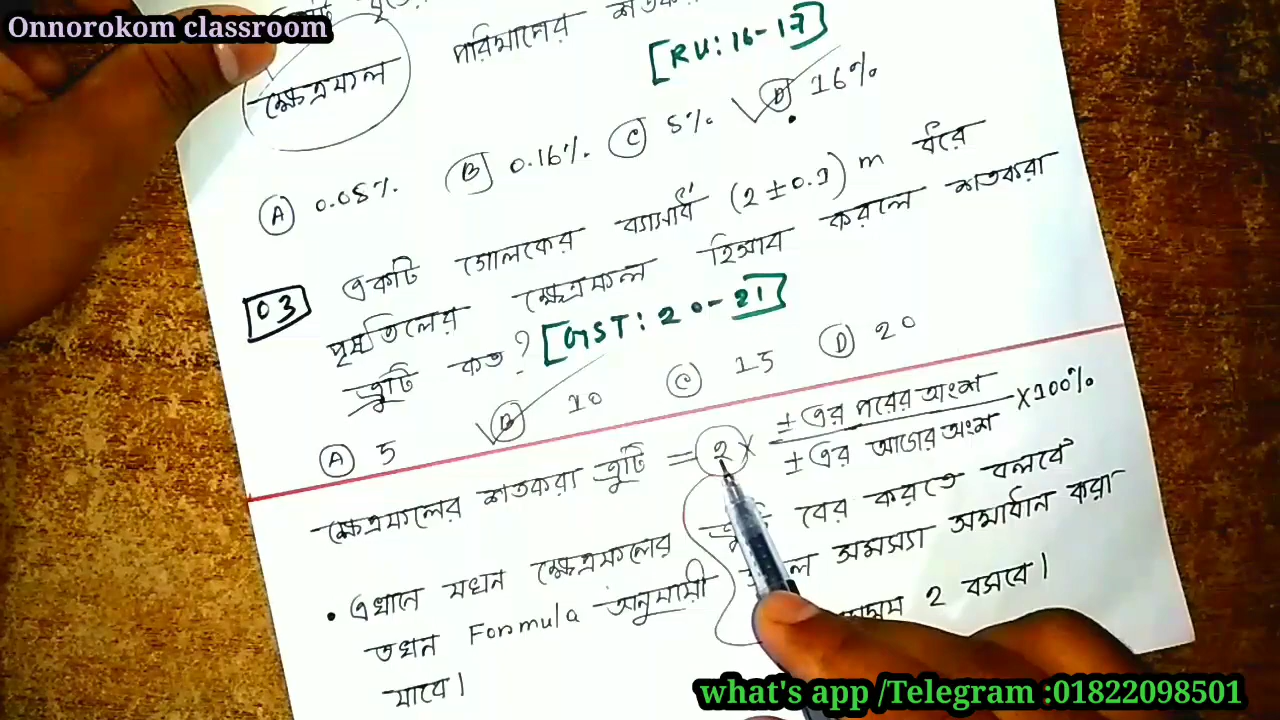 Onnorokom classroom
ক্ষেত্রফল পরিমাপের
[RU: 16-17]
(A) 0.05% (B) 0.16% (C) 5% (D) 16%
03 একটি গোলকের ব্যাসার্ধ (2 ± 0.1) m ধরে
পৃষ্ঠতলের ক্ষেত্রফল হিসাব করলে শতকরা
ত্রুটি কত? [GST: 20-21]
(A) 5 (B) 10 (C) 15 (D) 20
ক্ষেত্রফলের শতকরা ত্রুটি = 2 × ± এর পরের অংশ / ± এর আগের অংশ × 100%
• এখানে যখন ক্ষেত্রফলের বের করতে বলবে
তখন Formula অনুযায়ী সমস্যা সমাধান করা
যাবে। 2 বসবে।
what's app /Telegram :01822098501